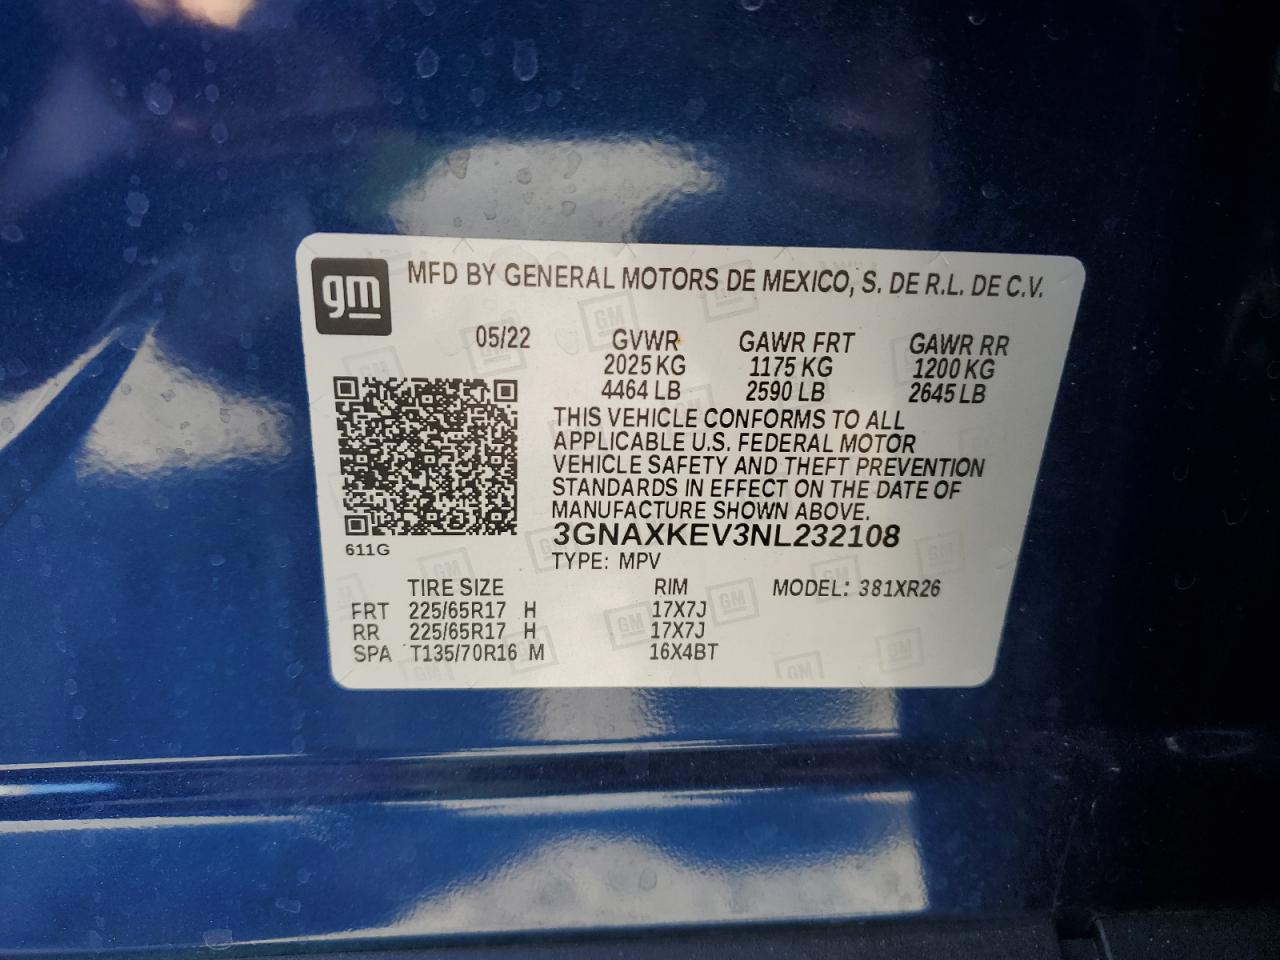 gm
MFD BY GENERAL MOTORS DE MEXICO, S. DE R.L. DE C.V.
05/22 GVWR GAWR FRT GAWR RR
2025 KG 1175 KG 1200 KG
4464 LB 2590 LB 2645 LB
THIS VEHICLE CONFORMS TO ALL
APPLICABLE U.S. FEDERAL MOTOR
VEHICLE SAFETY AND THEFT PREVENTION
STANDARDS IN EFFECT ON THE DATE OF
MANUFACTURE SHOWN ABOVE.
3GNAXKEV3NL232108
611G
TYPE: MPV
TIRE SIZE RIM MODEL: 381XR26
FRT 225/65R17 H 17X7J
RR 225/65R17 H 17X7J
SPA T135/70R16 M 16X4BT